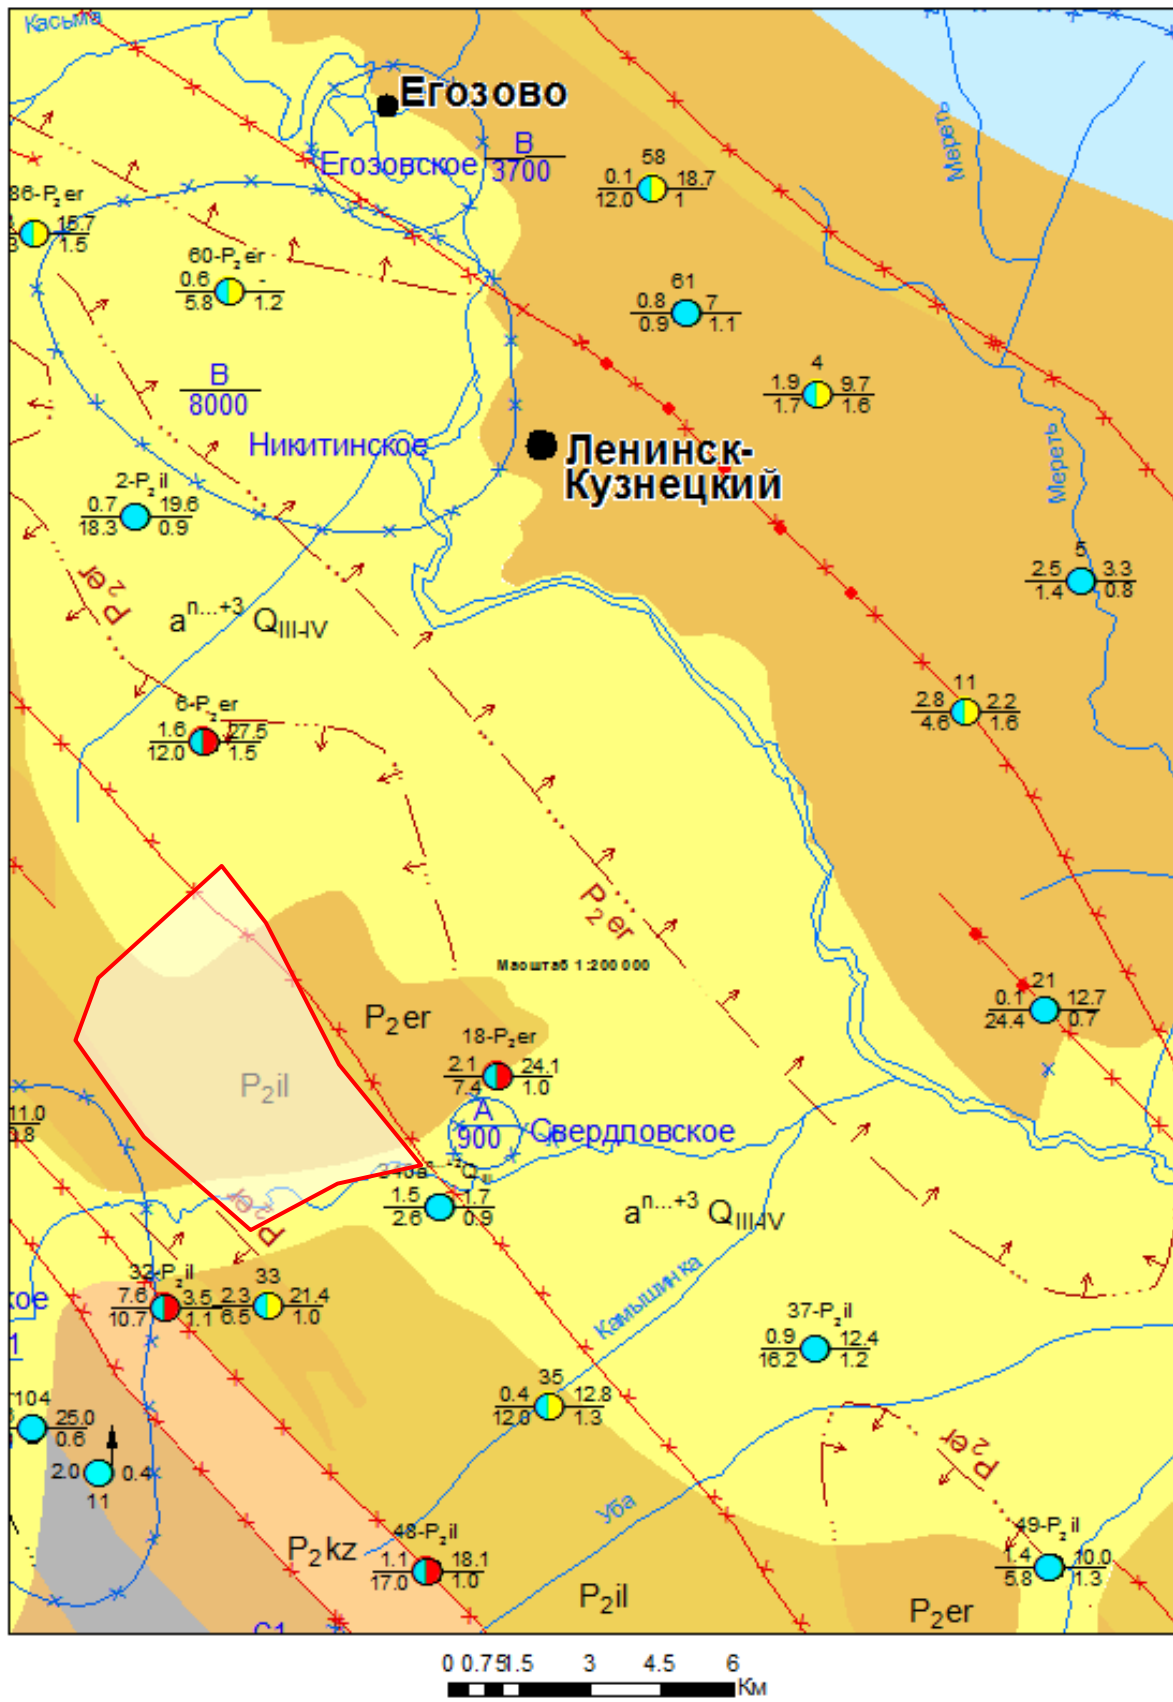 Касьма
Егозово
Егозовское
В
3700
58
0.1 18.7
12.0 1
Мереть
86-P₂er
15.7
1.5
60-P₂er
0.6 -
5.8 1.2
61
0.8 7
0.9 1.1
В
8000
Никитинское
4
1.9 9.7
1.7 1.6
Ленинск-
Кузнецкий
Мереть
2-P₂il
0.7 19.6
18.3 0.9
5
2.5 3.3
1.4 0.8
P₂er
aⁿ⋯⁺³ Q_III-IV
11
2.8 2.2
4.6 1.6
6-P₂er
1.6 27.5
12.0 1.5
P₂er
Масштаб 1:200 000
21
0.1 12.7
24.4 0.7
P₂er
18-P₂er
2.1 24.1
7.4 1.0
P₂il
11.0
А
900
Свердловское
1.5 1.7
2.6 0.9
P₂er
aⁿ⋯⁺³ Q_III-IV
32-P₂il
7.6 3.5
10.7 1.1
33
2.3 21.4
6.5 1.0
Камышинка
37-P₂il
0.9 12.4
16.2 1.2
кое
1
35
0.4 12.8
12.0 1.3
104
25.0
0.6
2.0 0.4
11
P₂er
Уба
P₂kz
48-P₂il
1.1 18.1
17.0 1.0
49-P₂il
1.4 10.0
5.8 1.3
P₂il
P₂er
C1
0 0.75 1.5 3 4.5 6
Км